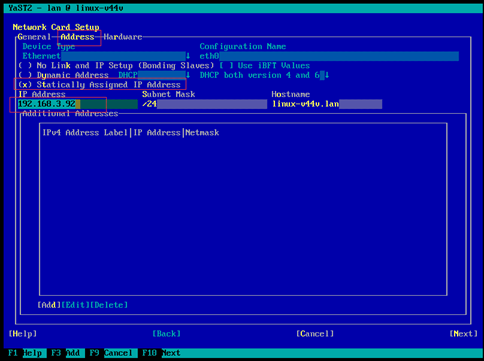 YaST2 - lan @ linux-v44v
Network Card Setup
General Address Hardware
Device Type Configuration Name
Ethernet eth0
( ) No Link and IP Setup (Bonding Slaves) [ ] Use iBFT Values
( ) Dynamic Address DHCP DHCP both version 4 and 6
(x) Statically Assigned IP Address
IP Address Subnet Mask Hostname
192.168.3.92 /24 linux-v44v.lan
Additional Addresses
IPv4 Address Label|IP Address|Netmask
[Add][Edit][Delete]
[Help] [Back] [Cancel] [Next]
F1 Help F3 Add F9 Cancel F10 Next